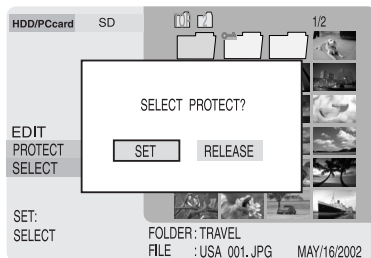 HDD/PCcard SD 1/2
SELECT PROTECT?
SET RELEASE
EDIT
PROTECT
SELECT
SET:
SELECT
FOLDER: TRAVEL
FILE : USA 001. JPG MAY/16/2002